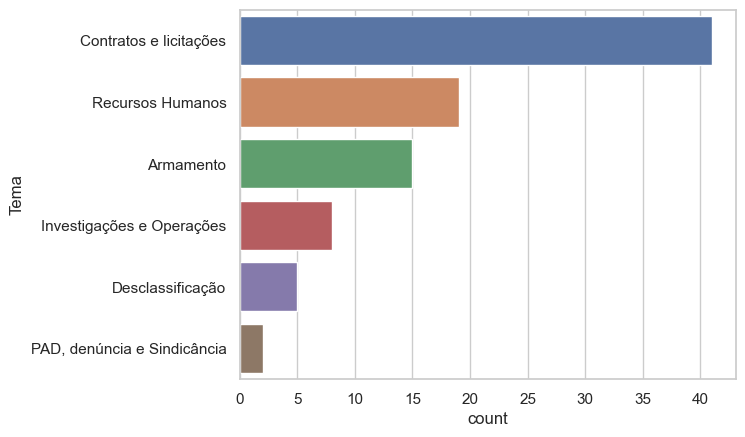 Contratos e licitações
Recursos Humanos
Armamento
Investigações e Operações
Desclassificação
PAD, denúncia e Sindicância
Tema
0 5 10 15 20 25 30 35 40
count